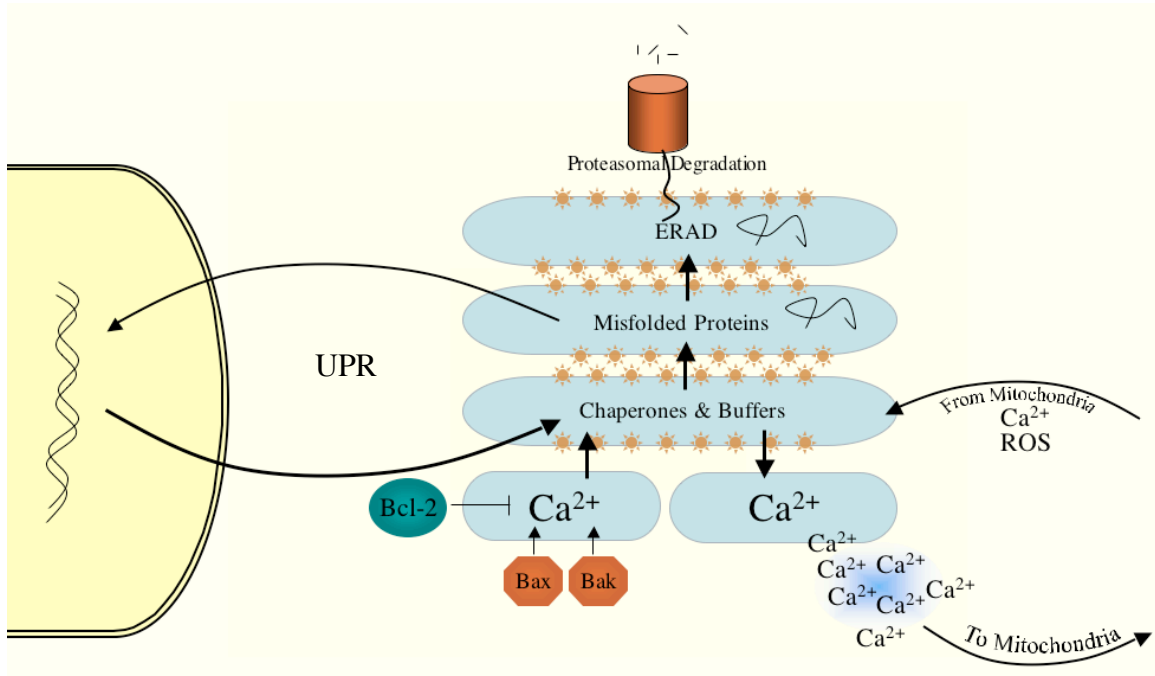 Proteasomal Degradation
ERAD
Misfolded Proteins
UPR
Chaperones & Buffers
From Mitochondria
Ca²⁺
ROS
Bcl-2
Ca²⁺
Ca²⁺
Bax
Bak
Ca²⁺
Ca²⁺
Ca²⁺
Ca²⁺
Ca²⁺
Ca²⁺
Ca²⁺
To Mitochondria